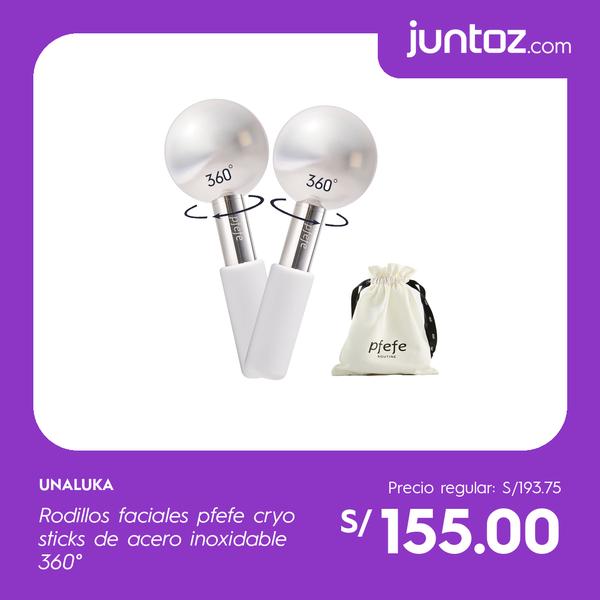 juntoz.com
360°
360°
pfefe
pfefe
pfefe
ROUTINE
UNALUKA
Precio regular: S/193.75
Rodillos faciales pfefe cryo
sticks de acero inoxidable
360°
S/155.00